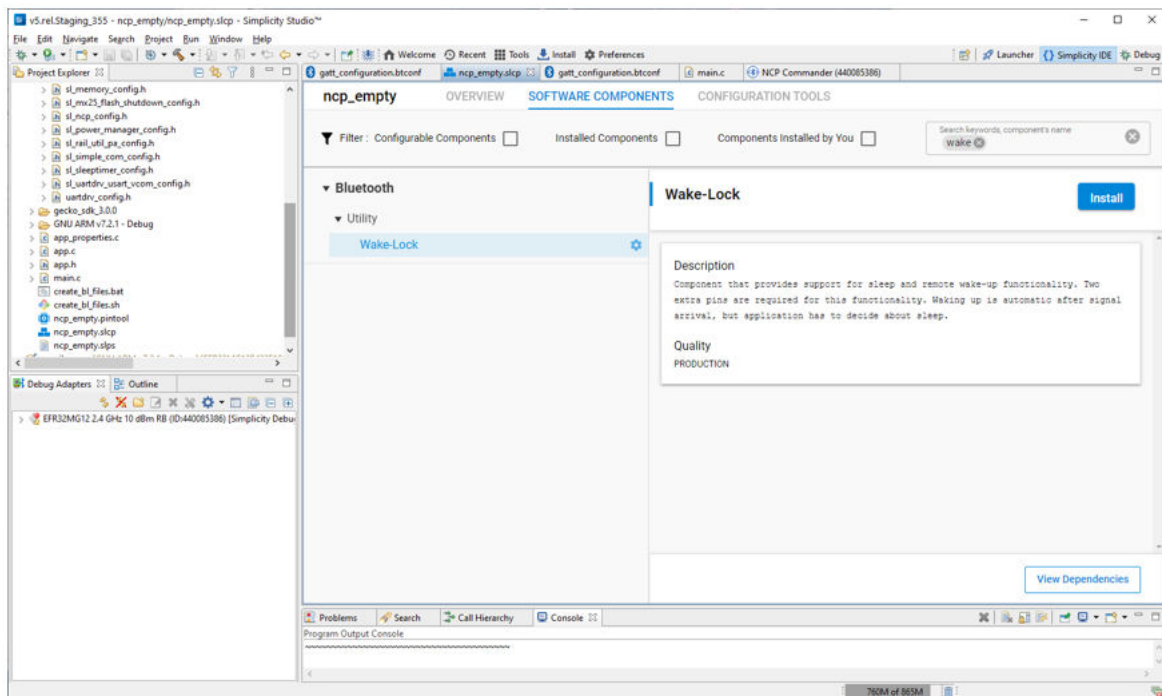 v5.rel.Staging_355 - ncp_empty/ncp_empty.slcp - Simplicity Studio™
File Edit Navigate Search Project Run Window Help
Welcome Recent Tools Install Preferences Launcher Simplicity IDE Debug
Project Explorer
gatt_configuration.btconf ncp_empty.slcp gatt_configuration.btconf main.c NCP Commander (440085386)
sl_memory_config.h
sl_mx25_flash_shutdown_config.h
sl_ncp_config.h
sl_power_manager_config.h
sl_rail_util_pa_config.h
sl_simple_com_config.h
sl_sleeptimer_config.h
sl_uartdrv_usart_vcom_config.h
uartdrv_config.h
gecko_sdk_3.0.0
GNU ARM v7.2.1 - Debug
app_properties.c
app.c
app.h
main.c
create_bl_files.bat
create_bl_files.sh
ncp_empty.pintool
ncp_empty.slcp
ncp_empty.slps
Debug Adapters Outline
EFR32MG12 2.4 GHz 10 dBm RB (ID:440085386) [Simplicity Debu
ncp_empty OVERVIEW SOFTWARE COMPONENTS CONFIGURATION TOOLS
Filter : Configurable Components Installed Components Components Installed by You
Search keywords, component's name
wake
Bluetooth
Utility
Wake-Lock
Wake-Lock
Install
Description
Component that provides support for sleep and remote wake-up functionality. Two
extra pins are required for this functionality. Waking up is automatic after signal
arrival, but application has to decide about sleep.
Quality
PRODUCTION
View Dependencies
Problems Search Call Hierarchy Console
Program Output Console
~~~~~~~~~~~~~~~~~~~~~~~~~~~~~~~~~~~~~~~~
760M of 865M